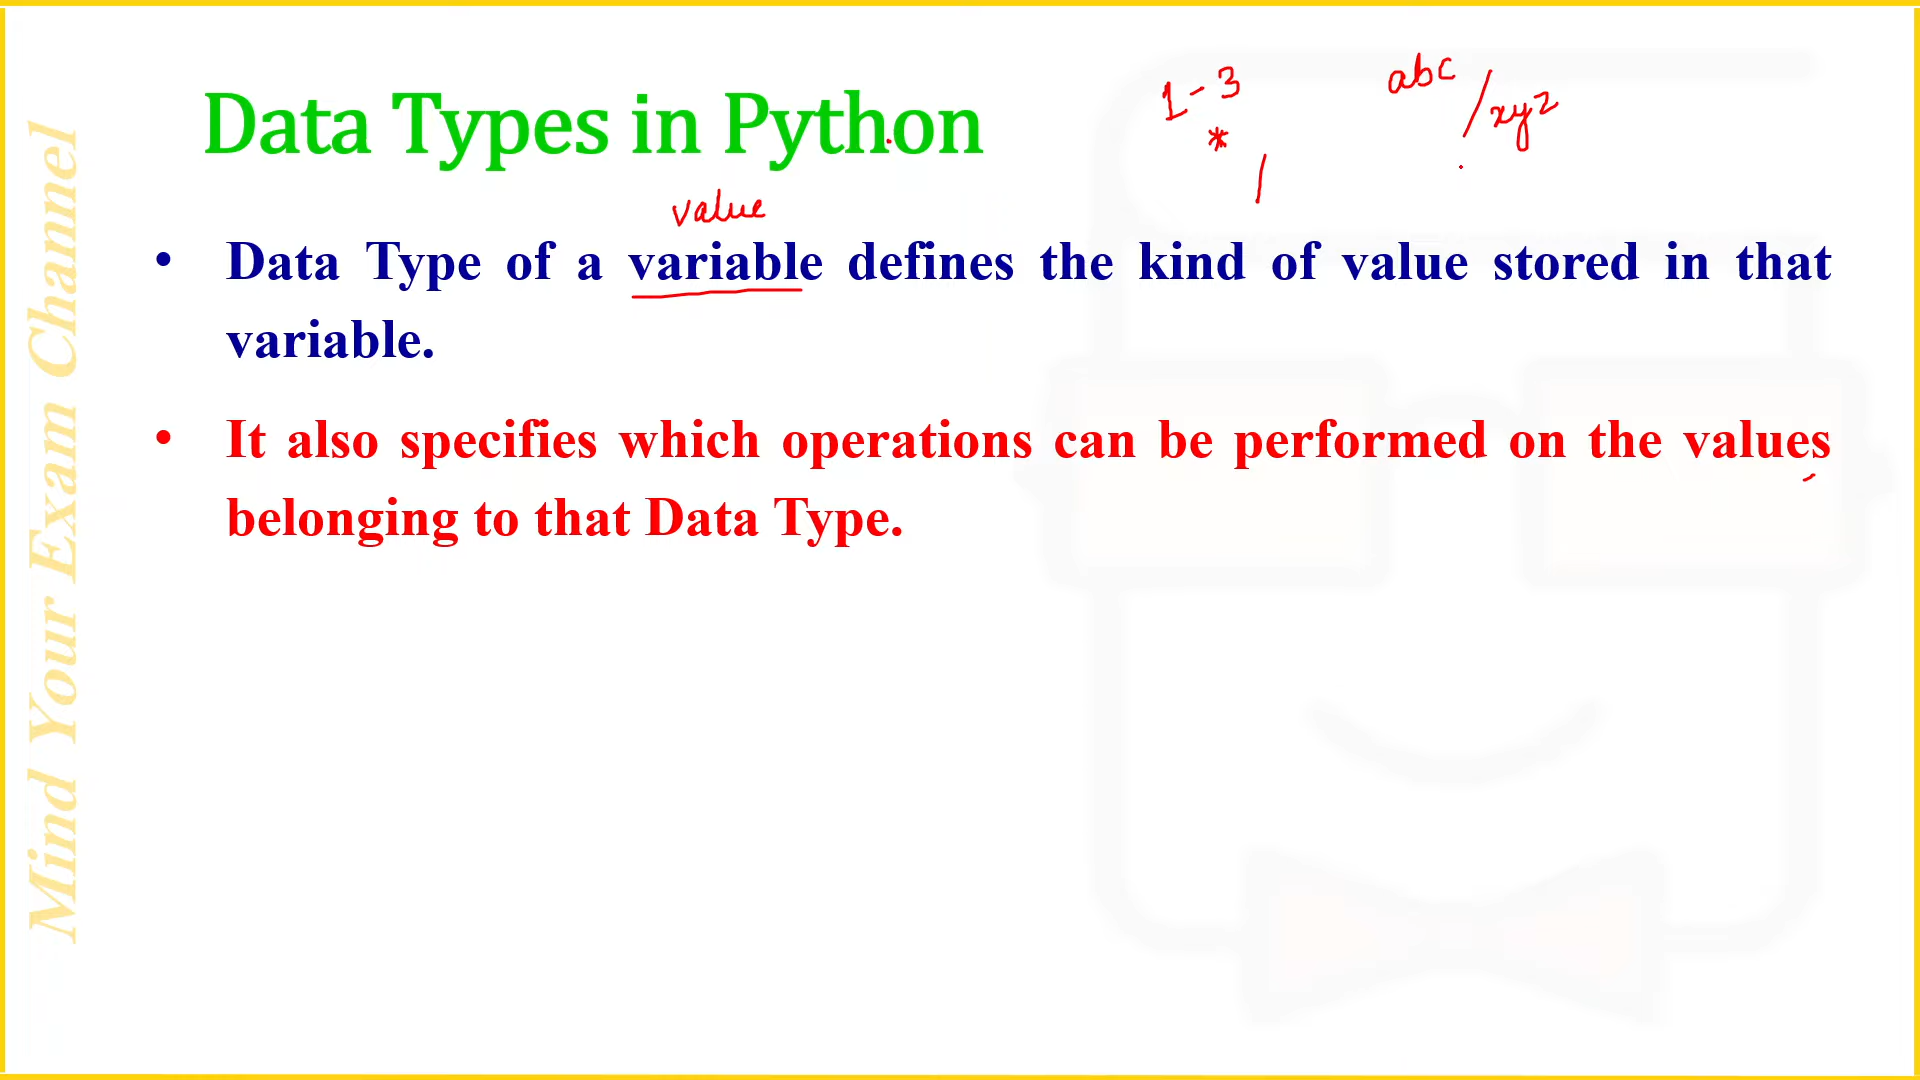 Data Types in Python
1 - 3
*
/
abc
/ xyz
value
• Data Type of a variable defines the kind of value stored in that
variable.
• It also specifies which operations can be performed on the values
belonging to that Data Type.
Mind Your Exam Channel